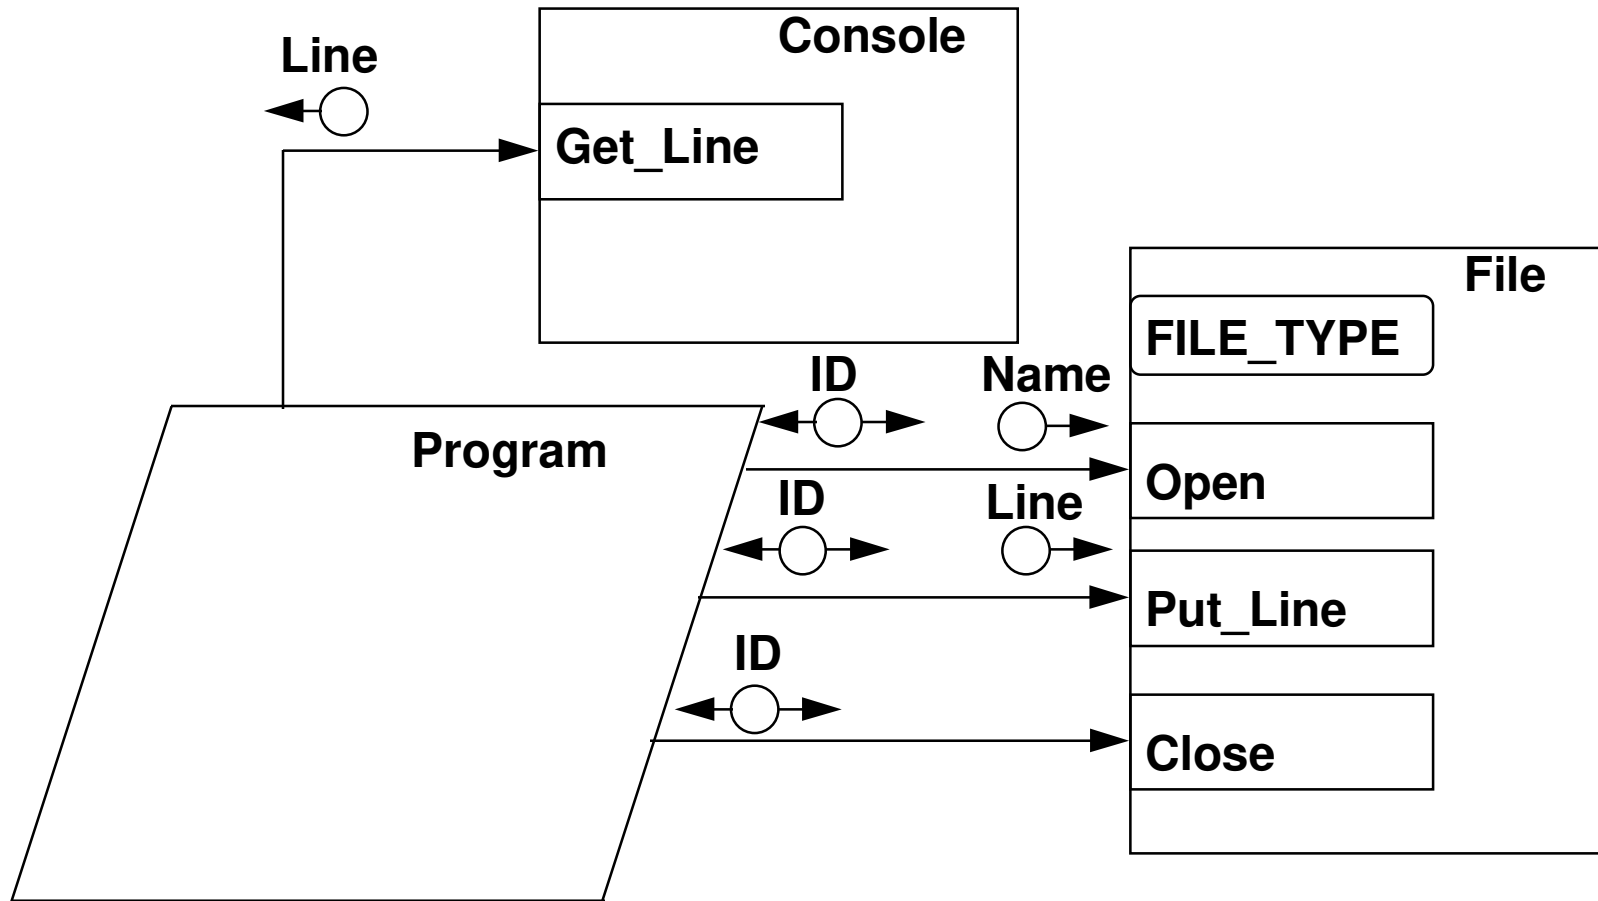 Console
Line
Get_Line
File
FILE_TYPE
ID
Name
Program
Open
ID
Line
Put_Line
ID
Close